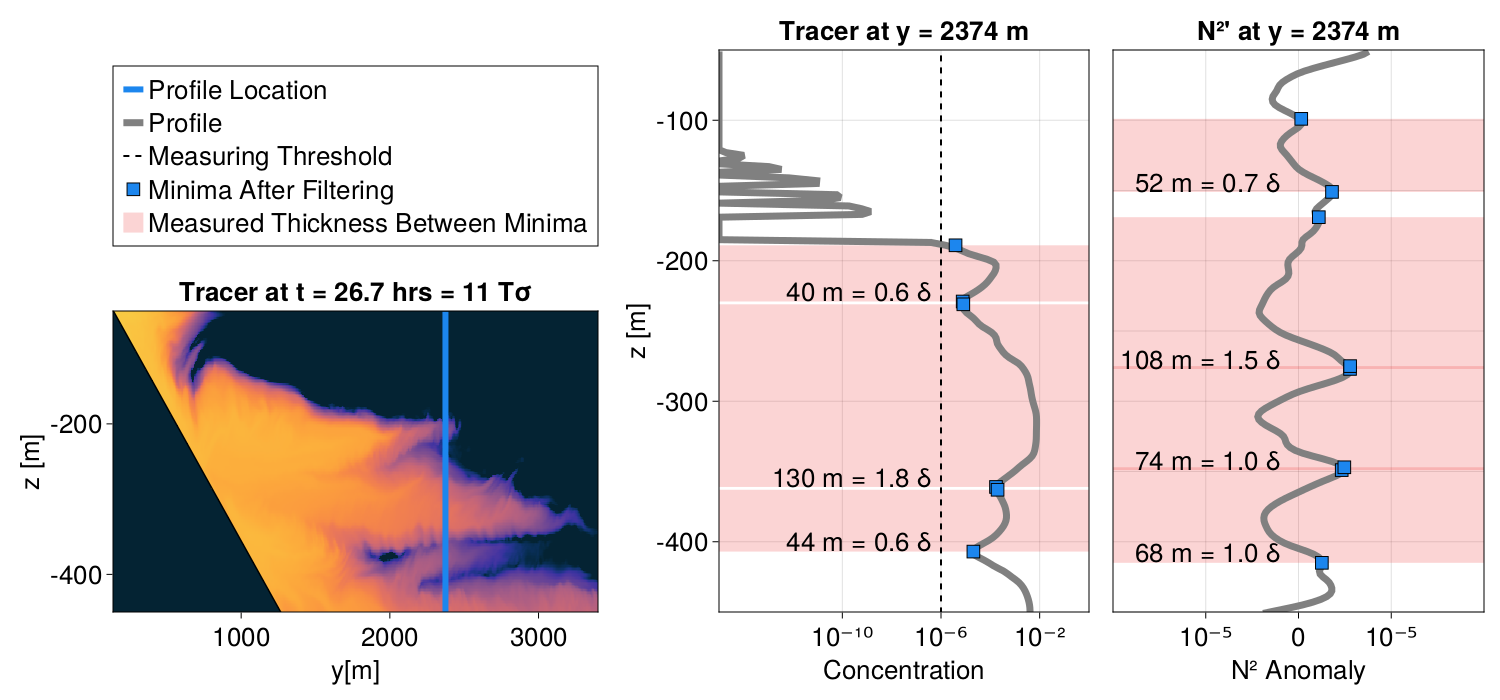 Profile Location
Profile
Measuring Threshold
Minima After Filtering
Measured Thickness Between Minima
Tracer at t = 26.7 hrs = 11 Tσ
z [m]
-200
-400
1000 2000 3000
y[m]
Tracer at y = 2374 m
z [m]
-100
-200
-300
-400
40 m = 0.6 δ
130 m = 1.8 δ
44 m = 0.6 δ
10⁻¹⁰ 10⁻⁶ 10⁻²
Concentration
N²' at y = 2374 m
52 m = 0.7 δ
108 m = 1.5 δ
74 m = 1.0 δ
68 m = 1.0 δ
10⁻⁵ 0 10⁻⁵
N² Anomaly